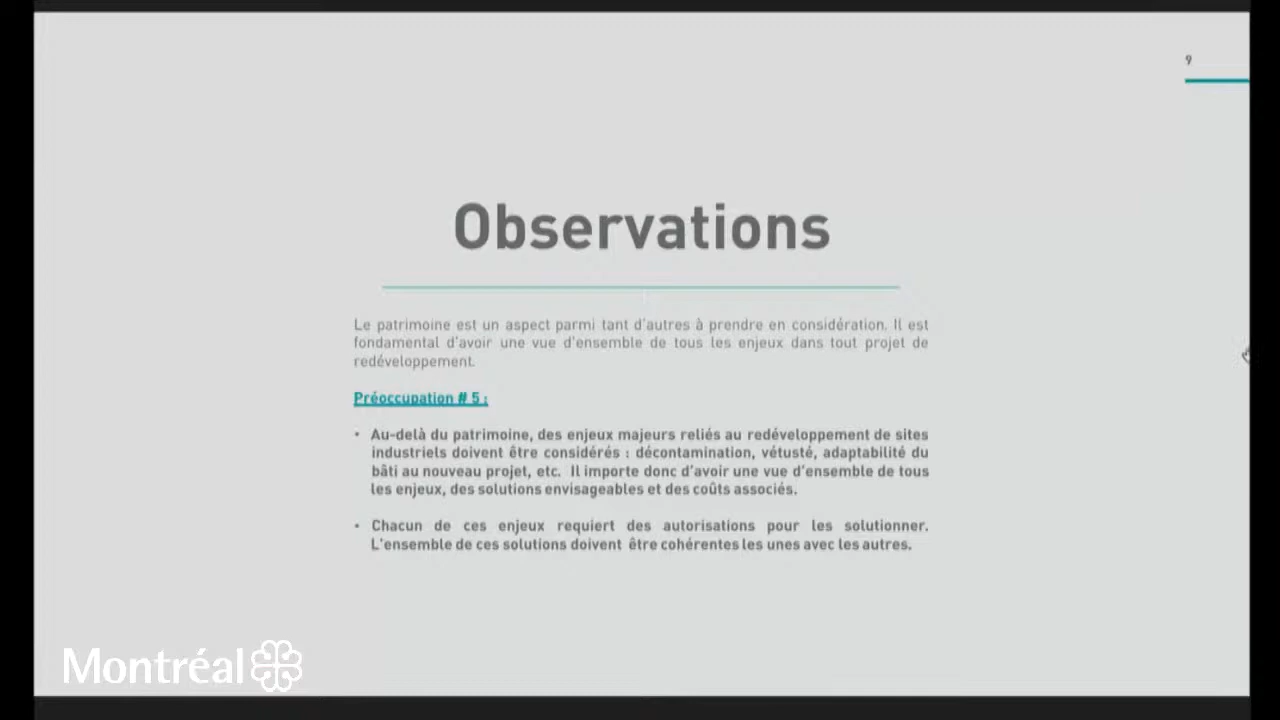 9
Observations
Le patrimoine est un aspect parmi tant d'autres à prendre en considération. Il est
fondamental d'avoir une vue d'ensemble de tous les enjeux dans tout projet de
redéveloppement.
Préoccupation # 5 :
• Au-delà du patrimoine, des enjeux majeurs reliés au redéveloppement de sites
industriels doivent être considérés : décontamination, vétusté, adaptabilité du
bâti au nouveau projet, etc. Il importe donc d'avoir une vue d'ensemble de tous
les enjeux, des solutions envisageables et des coûts associés.
• Chacun de ces enjeux requiert des autorisations pour les solutionner.
L'ensemble de ces solutions doivent être cohérentes les unes avec les autres.
Montréal